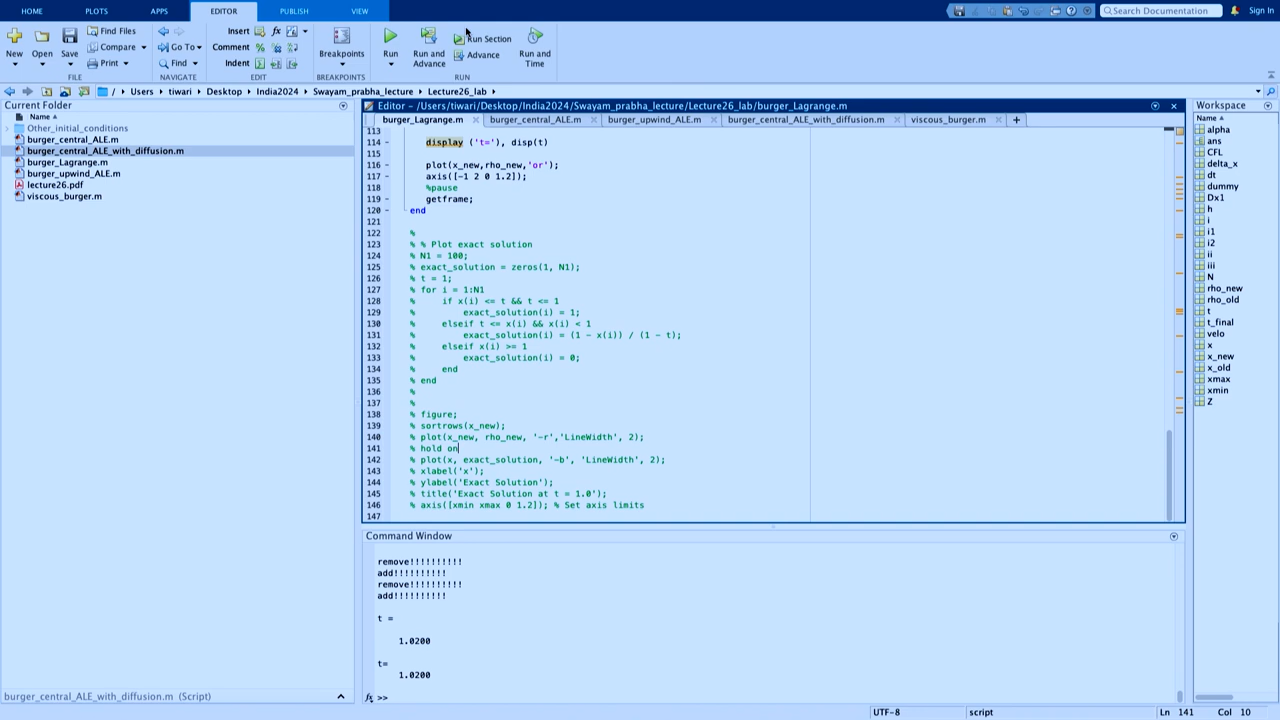 HOME PLOTS APPS EDITOR PUBLISH VIEW
Search Documentation Sign In
New Open Save Find Files Compare Print
Go To Find
Insert fx
Comment %
Indent
Breakpoints
Run Run and Advance Run Section Advance Run and Time
FILE NAVIGATE EDIT BREAKPOINTS RUN
/ Users tiwari Desktop India2024 Swayam_prabha_lecture Lecture26_lab
Current Folder
Name
Other_initial_conditions
burger_central_ALE.m
burger_central_ALE_with_diffusion.m
burger_Lagrange.m
burger_upwind_ALE.m
lecture26.pdf
viscous_burger.m
burger_central_ALE_with_diffusion.m (Script)
Editor - /Users/tiwari/Desktop/India2024/Swayam_prabha_lecture/Lecture26_lab/burger_Lagrange.m
burger_Lagrange.m burger_central_ALE.m burger_upwind_ALE.m burger_central_ALE_with_diffusion.m viscous_burger.m +
113
114 - display ('t='), disp(t)
115
116 - plot(x_new,rho_new,'or');
117 - axis([-1 2 0 1.2]);
118 %pause
119 - getframe;
120 - end
121
122 %
123 % % Plot exact solution
124 % N1 = 100;
125 % exact_solution = zeros(1, N1);
126 % t = 1;
127 % for i = 1:N1
128 % if x(i) <= t && t <= 1
129 % exact_solution(i) = 1;
130 % elseif t <= x(i) && x(i) < 1
131 % exact_solution(i) = (1 - x(i)) / (1 - t);
132 % elseif x(i) >= 1
133 % exact_solution(i) = 0;
134 % end
135 % end
136 %
137 %
138 % figure;
139 % sortrows(x_new);
140 % plot(x_new, rho_new, '-r','LineWidth', 2);
141 % hold on
142 % plot(x, exact_solution, '-b', 'LineWidth', 2);
143 % xlabel('x');
144 % ylabel('Exact Solution');
145 % title('Exact Solution at t = 1.0');
146 % axis([xmin xmax 0 1.2]); % Set axis limits
147
Command Window
remove!!!!!!!!!!
add!!!!!!!!!!
remove!!!!!!!!!!
add!!!!!!!!!!
t =
1.0200
t=
1.0200
fx >>
Workspace
Name
alpha
ans
CFL
delta_x
dt
dummy
Dx1
h
i
i1
i2
ii
iii
N
rho_new
rho_old
t
t_final
velo
x
x_new
x_old
xmax
xmin
Z
UTF-8 script Ln 141 Col 10